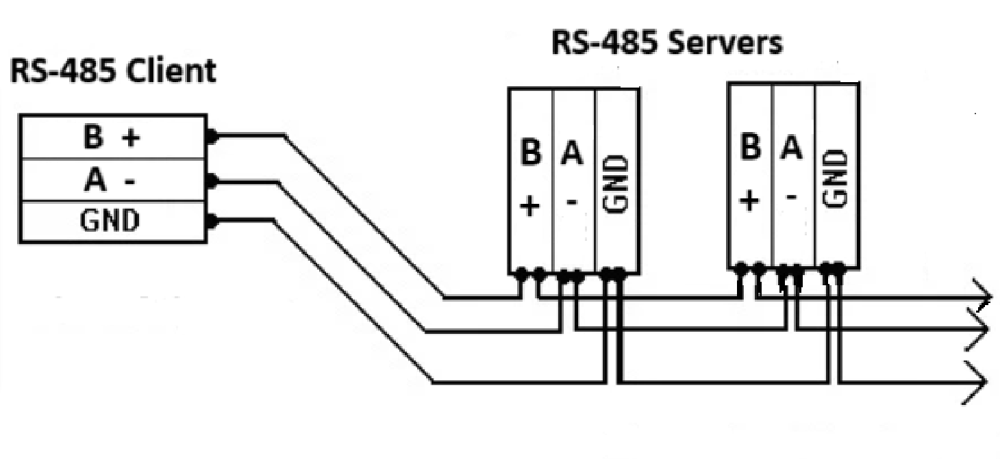 RS-485 Servers
RS-485 Client
B +
A -
GND
B
+
A
-
GND
B
+
A
-
GND